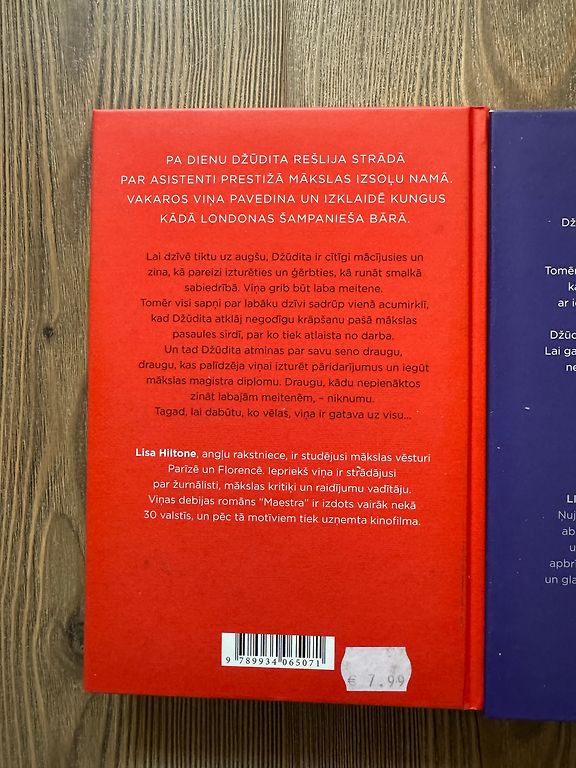 PA DIENU DŽŪDITA REŠLIJA STRĀDĀ
PAR ASISTENTI PRESTIŽĀ MĀKSLAS IZSOĻU NAMĀ.
VAKAROS VIŅA PAVEDINA UN IZKLAIDĒ KUNGUS
KĀDĀ LONDONAS ŠAMPANIEŠA BĀRĀ.
Lai dzīvē tiktu uz augšu, Džūdita ir cītīgi mācījusies un
zina, kā pareizi izturēties un ģērbties, kā runāt smalkā
sabiedrībā. Viņa grib būt laba meitene.
Tomēr visi sapņi par labāku dzīvi sadrūp vienā acumirklī,
kad Džūdita atklāj negodīgu krāpšanu pašā mākslas
pasaules sirdī, par ko tiek atlaista no darba.
Un tad Džūdita atminas par savu seno draugu,
draugu, kas palīdzēja viņai izturēt pāridarījumus un iegūt
mākslas maģistra diplomu. Draugu, kādu nepienāktos
zināt labajām meitenēm, – niknumu.
Tagad, lai dabūtu, ko vēlas, viņa ir gatava uz visu...
Lisa Hiltone, angļu rakstniece, ir studējusi mākslas vēsturi
Parīzē un Florencē. Iepriekš viņa ir strādājusi
par žurnālisti, mākslas kritiķi un raidījumu vadītāju.
Viņas debijas romāns "Maestra" ir izdots vairāk nekā
30 valstīs, un pēc tā motīviem tiek uzņemta kinofilma.
9 789934 065071
€ 7.99
Dž
Tomēr
ka
ar i
Džūd
Lai ga
ne
LI
Ņuj
ab
u
apbrī
un gla